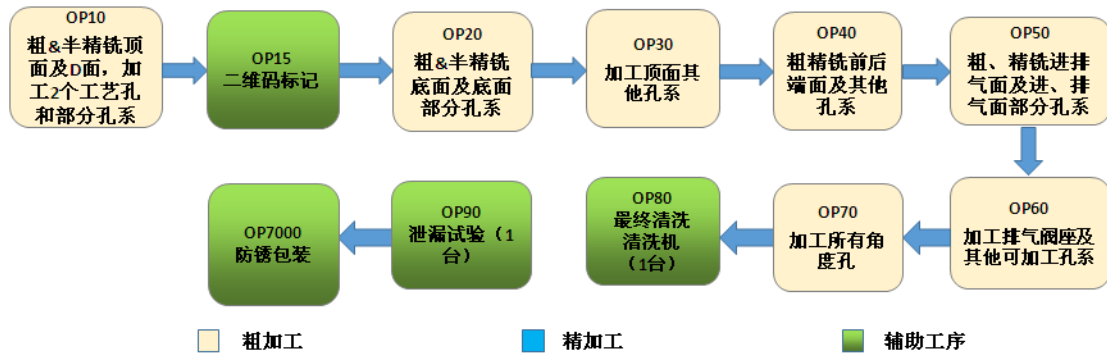 OP10
粗&半精铣顶
面及D面，加
工2个工艺孔
和部分孔系
OP15
二维码标记
OP20
粗&半精铣
底面及底面
部分孔系
OP30
加工顶面其
他孔系
OP40
粗精铣前后
端面及其他
孔系
OP50
粗、精铣进排
气面及进、排
气面部分孔系
OP60
加工排气阀座及
其他可加工孔系
OP70
加工所有角
度孔
OP80
最终清洗
清洗机
（1台）
OP90
泄漏试验（1
台）
OP7000
防锈包装
粗加工
精加工
辅助工序